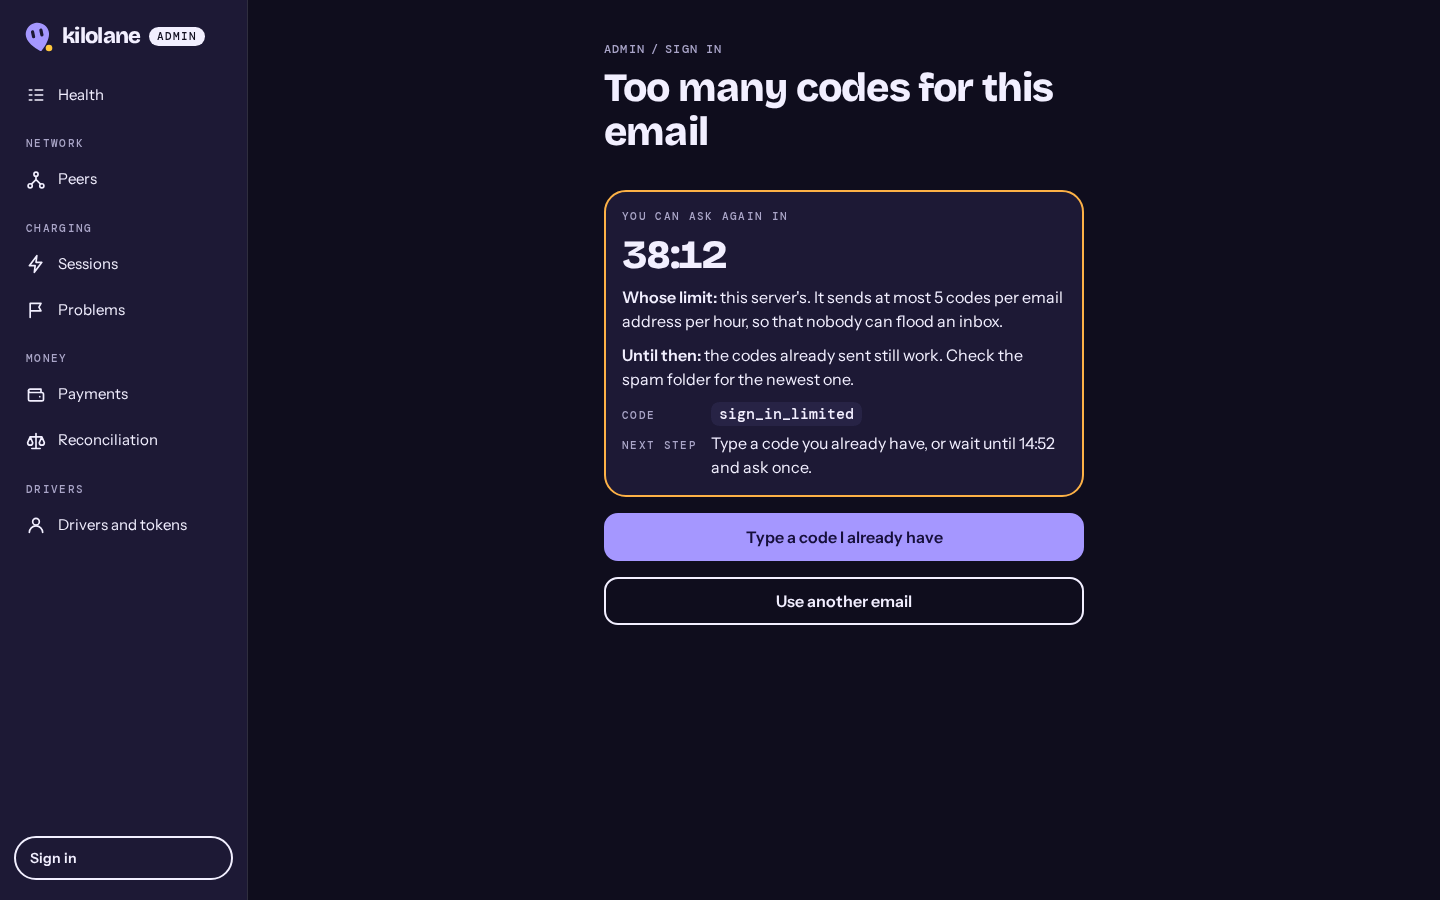 kilolane ADMIN
Health
NETWORK
Peers
CHARGING
Sessions
Problems
MONEY
Payments
Reconciliation
DRIVERS
Drivers and tokens
Sign in
ADMIN / SIGN IN
Too many codes for this
email
YOU CAN ASK AGAIN IN
38:12
Whose limit: this server's. It sends at most 5 codes per email
address per hour, so that nobody can flood an inbox.
Until then: the codes already sent still work. Check the
spam folder for the newest one.
CODE sign_in_limited
NEXT STEP Type a code you already have, or wait until 14:52
and ask once.
Type a code I already have
Use another email